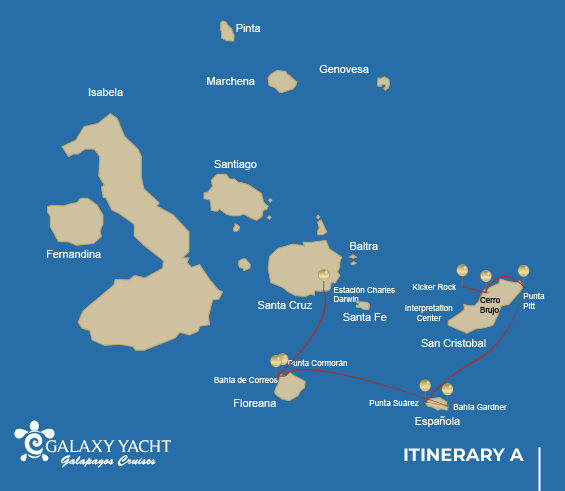 Pinta
Genovesa
Marchena
Isabela
Santiago
Baltra
Fernandina
Kicker Rock
Estación Charles
Darwin
Punta
Pitt
Cerro
Brujo
Santa Cruz
Santa Fe
Interpretation
Center
San Cristobal
Punta Cormorán
Bahía de Correos
Floreana
Punta Suárez
Bahía Gardner
Española
GALAXY YACHT
Galapagos Cruises
ITINERARY A